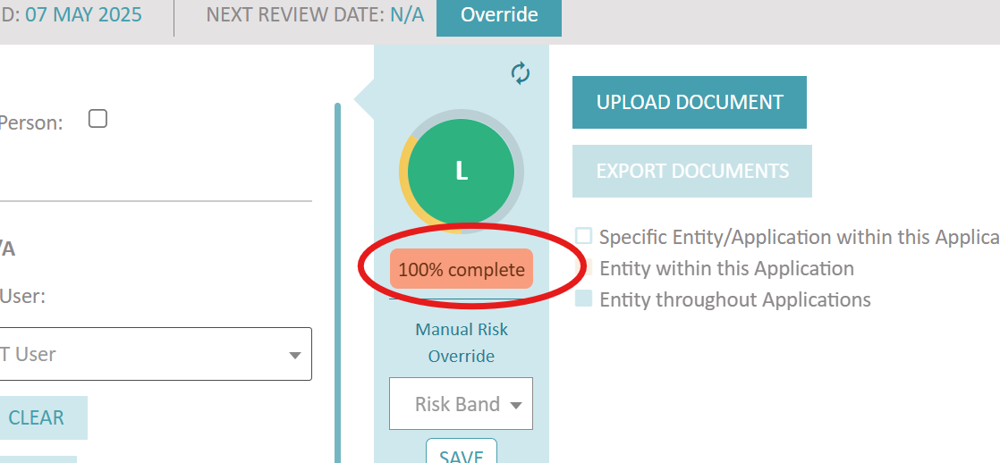 D: 07 MAY 2025
NEXT REVIEW DATE: N/A
Override
Person:
UPLOAD DOCUMENT
L
EXPORT DOCUMENTS
/A
100% complete
Specific Entity/Application within this Applica
Entity within this Application
User:
Entity throughout Applications
Manual Risk
Override
T User
Risk Band
CLEAR
SAVE